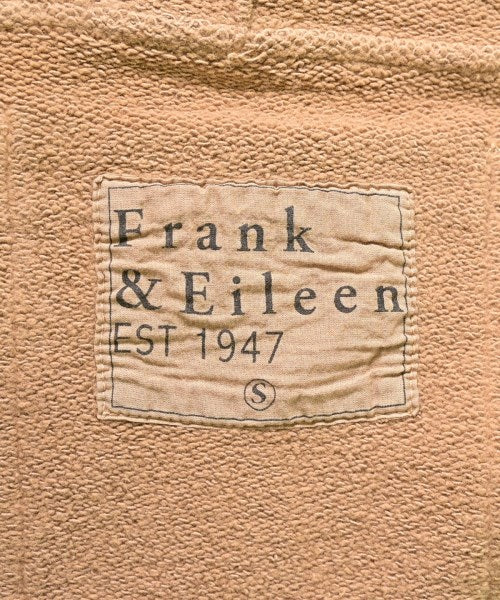 Frank
& Eileen
EST 1947
S